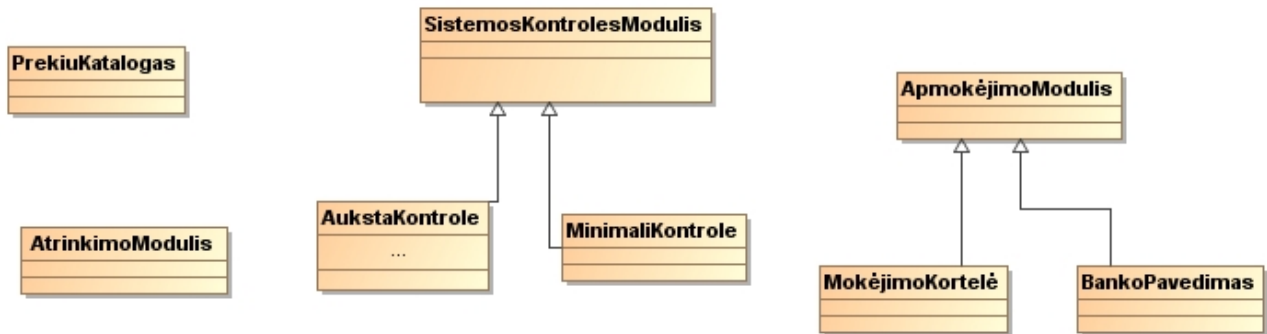 SistemosKontrolesModulis
PrekiuKatalogas
ApmokėjimoModulis
AukstaKontrole
...
MinimaliKontrole
AtrinkimoModulis
MokėjimoKortelė
BankoPavedimas